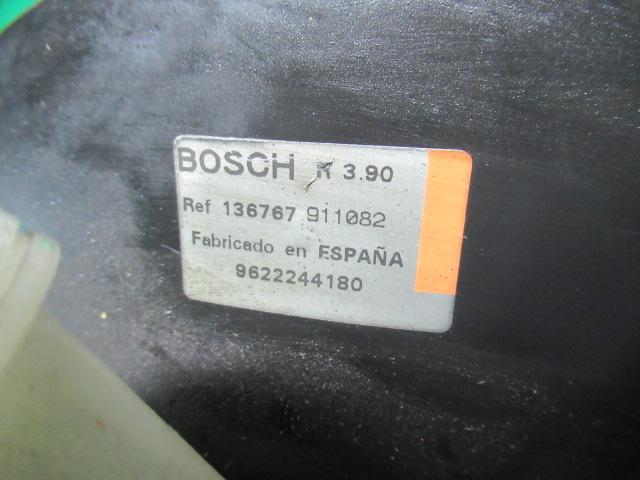 BOSCH R 3.90
Ref 136767 911082
Fabricado en ESPAÑA
9622244180